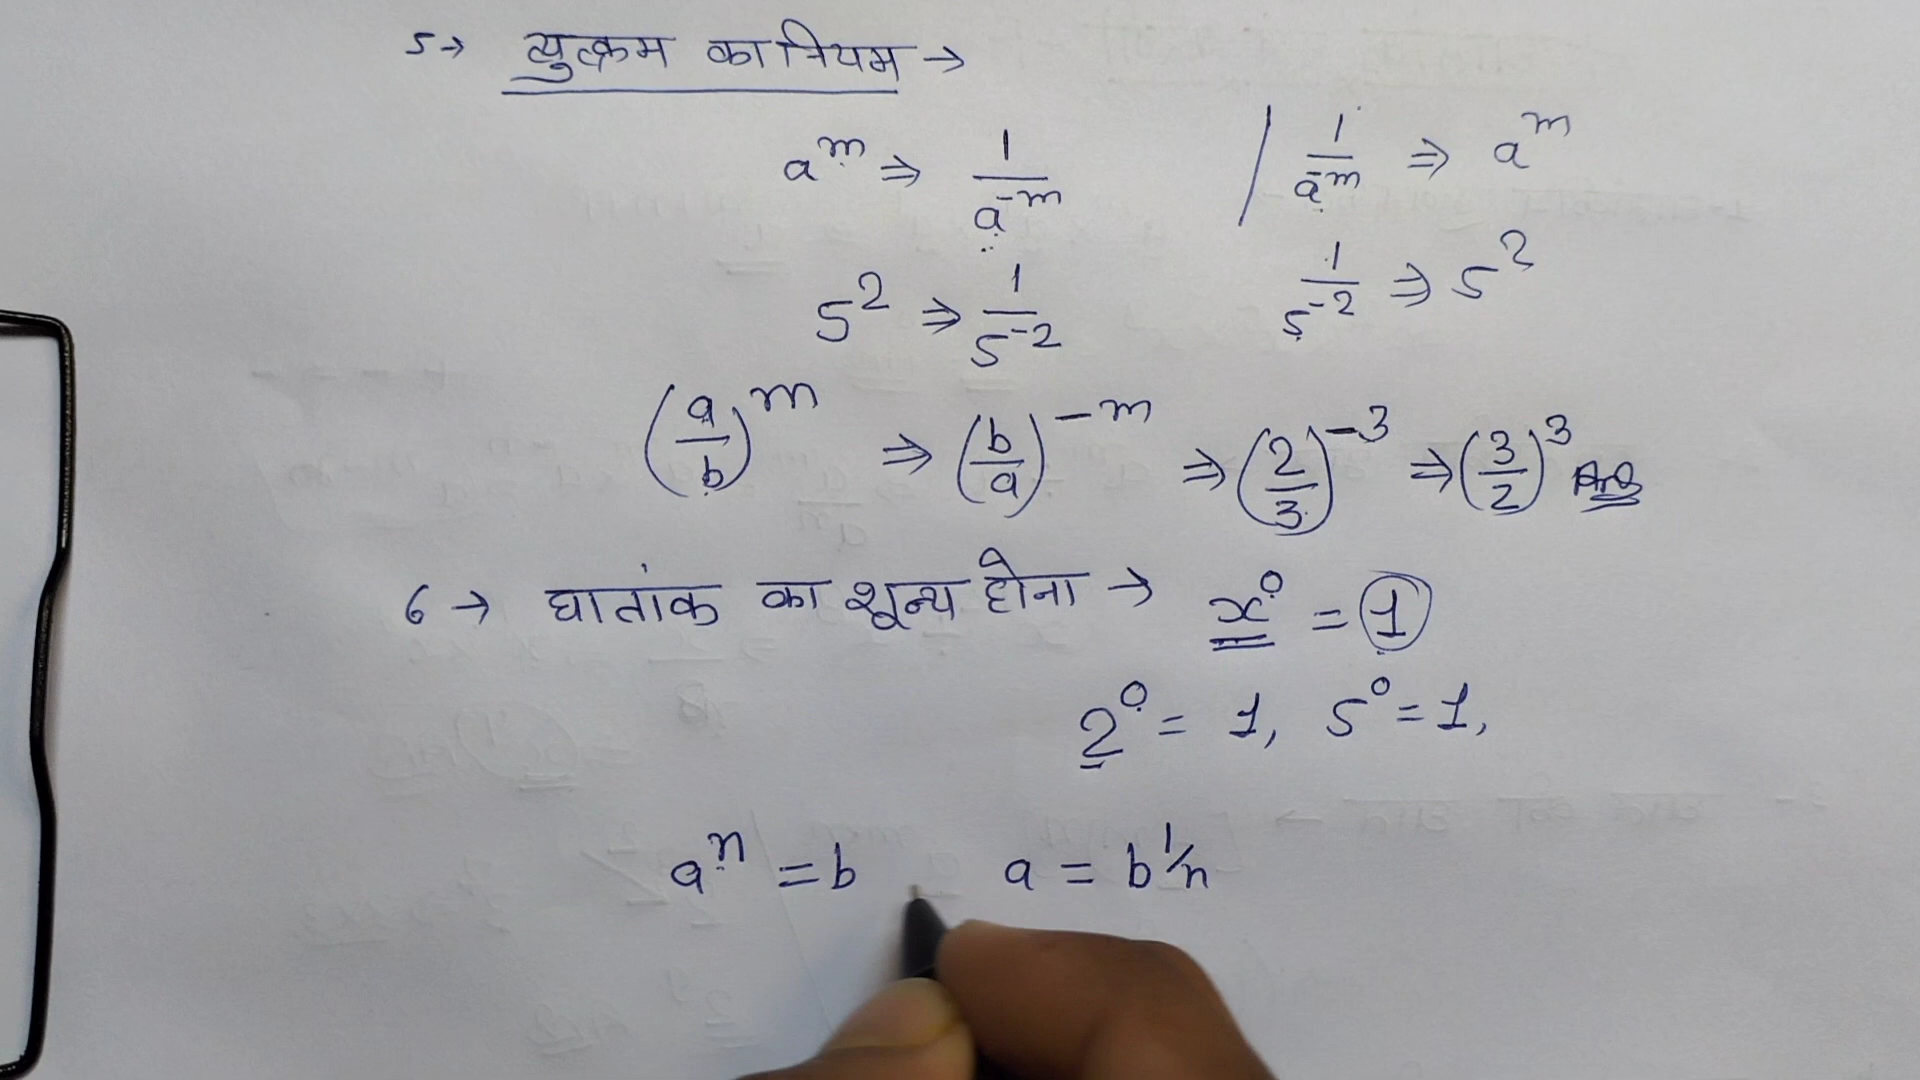 5→ व्युत्क्रम का नियम →
a^m ⇒ 1/a^-m / 1/a^-m ⇒ a^m
5^2 ⇒ 1/5^-2 1/5^-2 ⇒ 5^2
(a/b)^m ⇒ (b/a)^-m ⇒ (2/3)^-3 ⇒ (3/2)^3 Ans
6 → घातांक का शून्य होना → x^0 = 1
2^0 = 1, 5^0 = 1,
a^n = b a = b^1/n